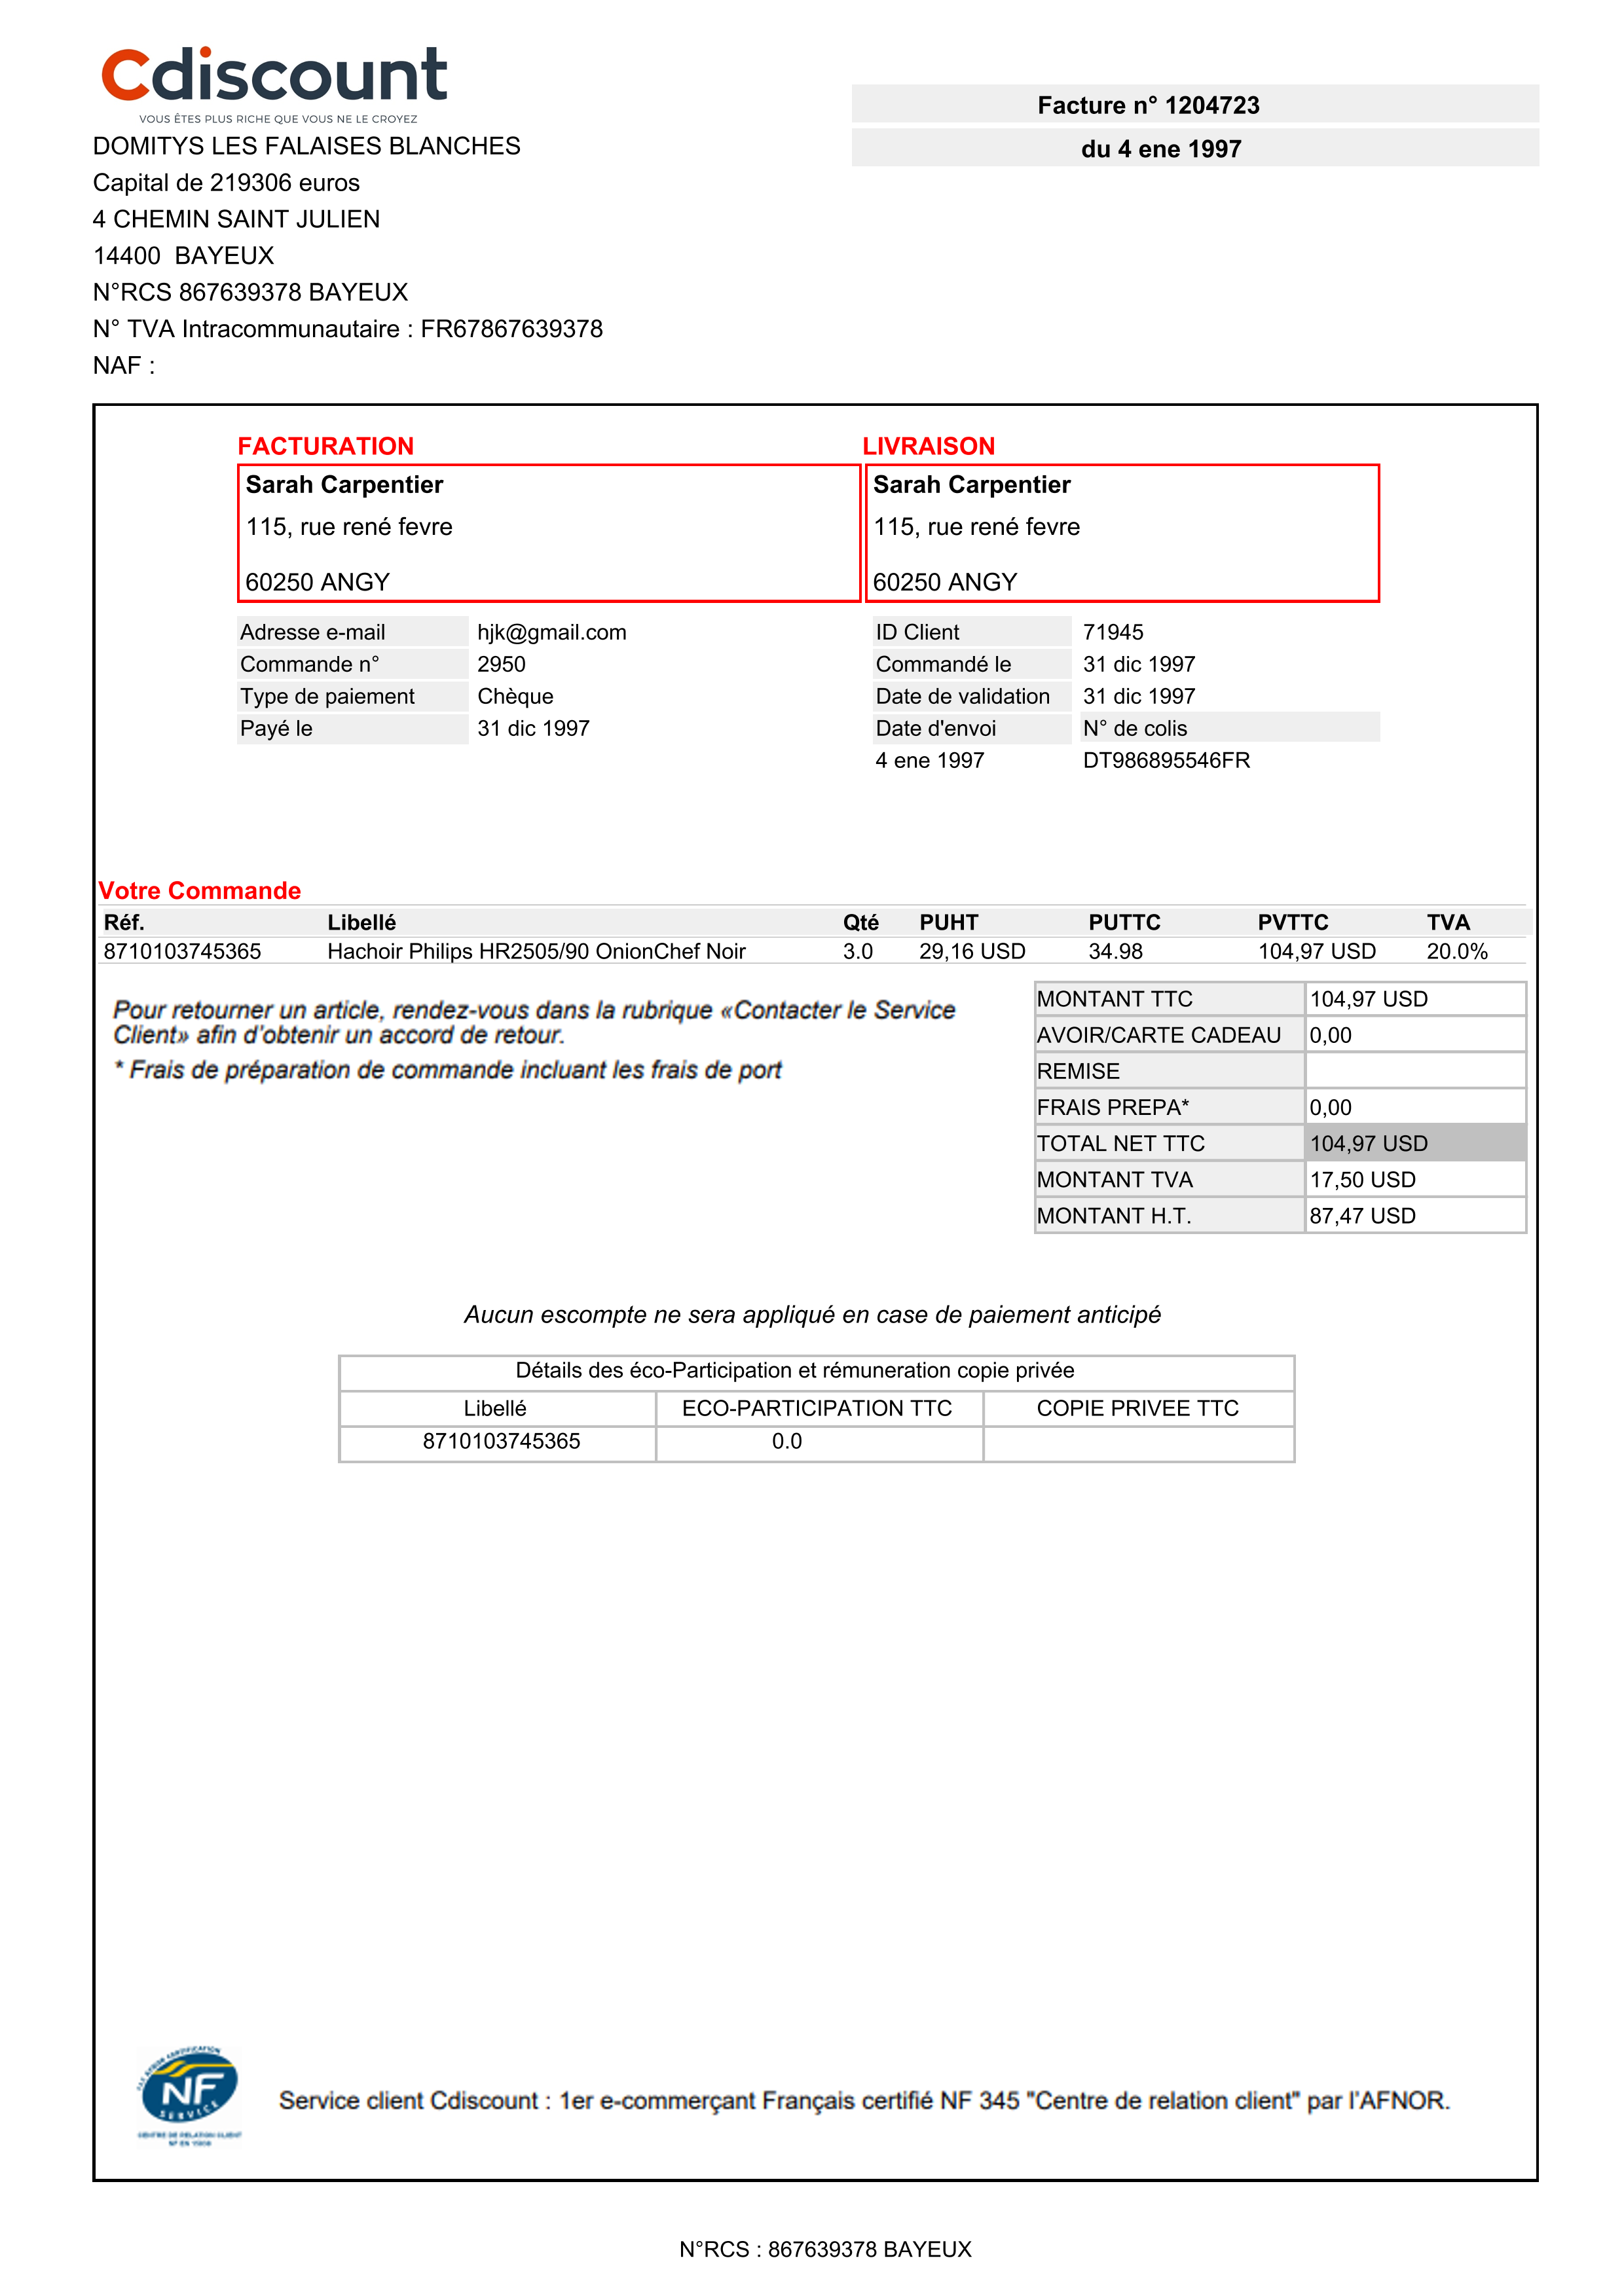 Cdiscount
VOUS ÊTES PLUS RICHE QUE VOUS NE LE CROYEZ
Facture n° 1204723
du 4 ene 1997
DOMITYS LES FALAISES BLANCHES
Capital de 219306 euros
4 CHEMIN SAINT JULIEN
14400 BAYEUX
N°RCS 867639378 BAYEUX
N° TVA Intracommunautaire : FR67867639378
NAF :
FACTURATION LIVRAISON
Sarah Carpentier Sarah Carpentier
115, rue rené fevre 115, rue rené fevre
60250 ANGY 60250 ANGY
Adresse e-mail hjk@gmail.com ID Client 71945
Commande n° 2950 Commandé le 31 dic 1997
Type de paiement Chèque Date de validation 31 dic 1997
Payé le 31 dic 1997 Date d'envoi N° de colis
4 ene 1997 DT986895546FR
Votre Commande
Réf. Libellé Qté PUHT PUTTC PVTTC TVA
8710103745365 Hachoir Philips HR2505/90 OnionChef Noir 3.0 29,16 USD 34.98 104,97 USD 20.0%
Pour retourner un article, rendez-vous dans la rubrique «Contacter le Service
Client» afin d'obtenir un accord de retour.
* Frais de préparation de commande incluant les frais de port
MONTANT TTC 104,97 USD
AVOIR/CARTE CADEAU 0,00
REMISE
FRAIS PREPA* 0,00
TOTAL NET TTC 104,97 USD
MONTANT TVA 17,50 USD
MONTANT H.T. 87,47 USD
Aucun escompte ne sera appliqué en case de paiement anticipé
Détails des éco-Participation et rémuneration copie privée
Libellé ECO-PARTICIPATION TTC COPIE PRIVEE TTC
8710103745365 0.0
NF
SERVICE
CENTRE DE RELATION CLIENT
Service client Cdiscount : 1er e-commerçant Français certifié NF 345 "Centre de relation client" par l'AFNOR.
N°RCS : 867639378 BAYEUX